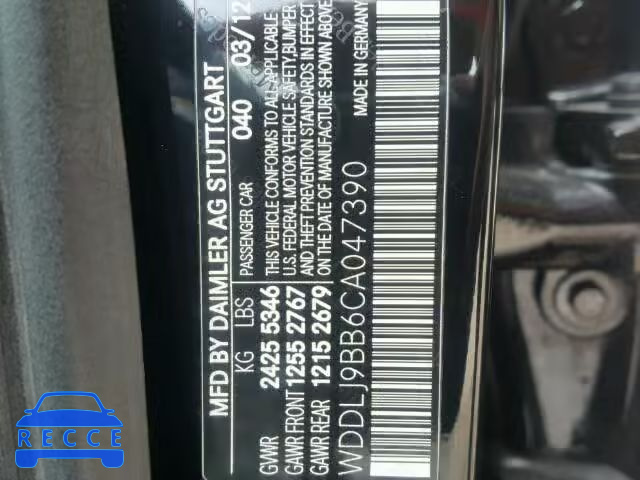 MFD BY DAIMLER AG STUTTGART
PASSENGER CAR 040 03/12
KG LBS
GVWR 2425 5346
GAWR FRONT 1255 2767
GAWR REAR 1215 2679
THIS VEHICLE CONFORMS TO ALL APPLICABLE
U.S. FEDERAL MOTOR VEHICLE SAFETY, BUMPER
AND THEFT PREVENTION STANDARDS IN EFFECT
ON THE DATE OF MANUFACTURE SHOWN ABOVE
MADE IN GERMANY
WDDLJ9BB6CA047390
RECCE